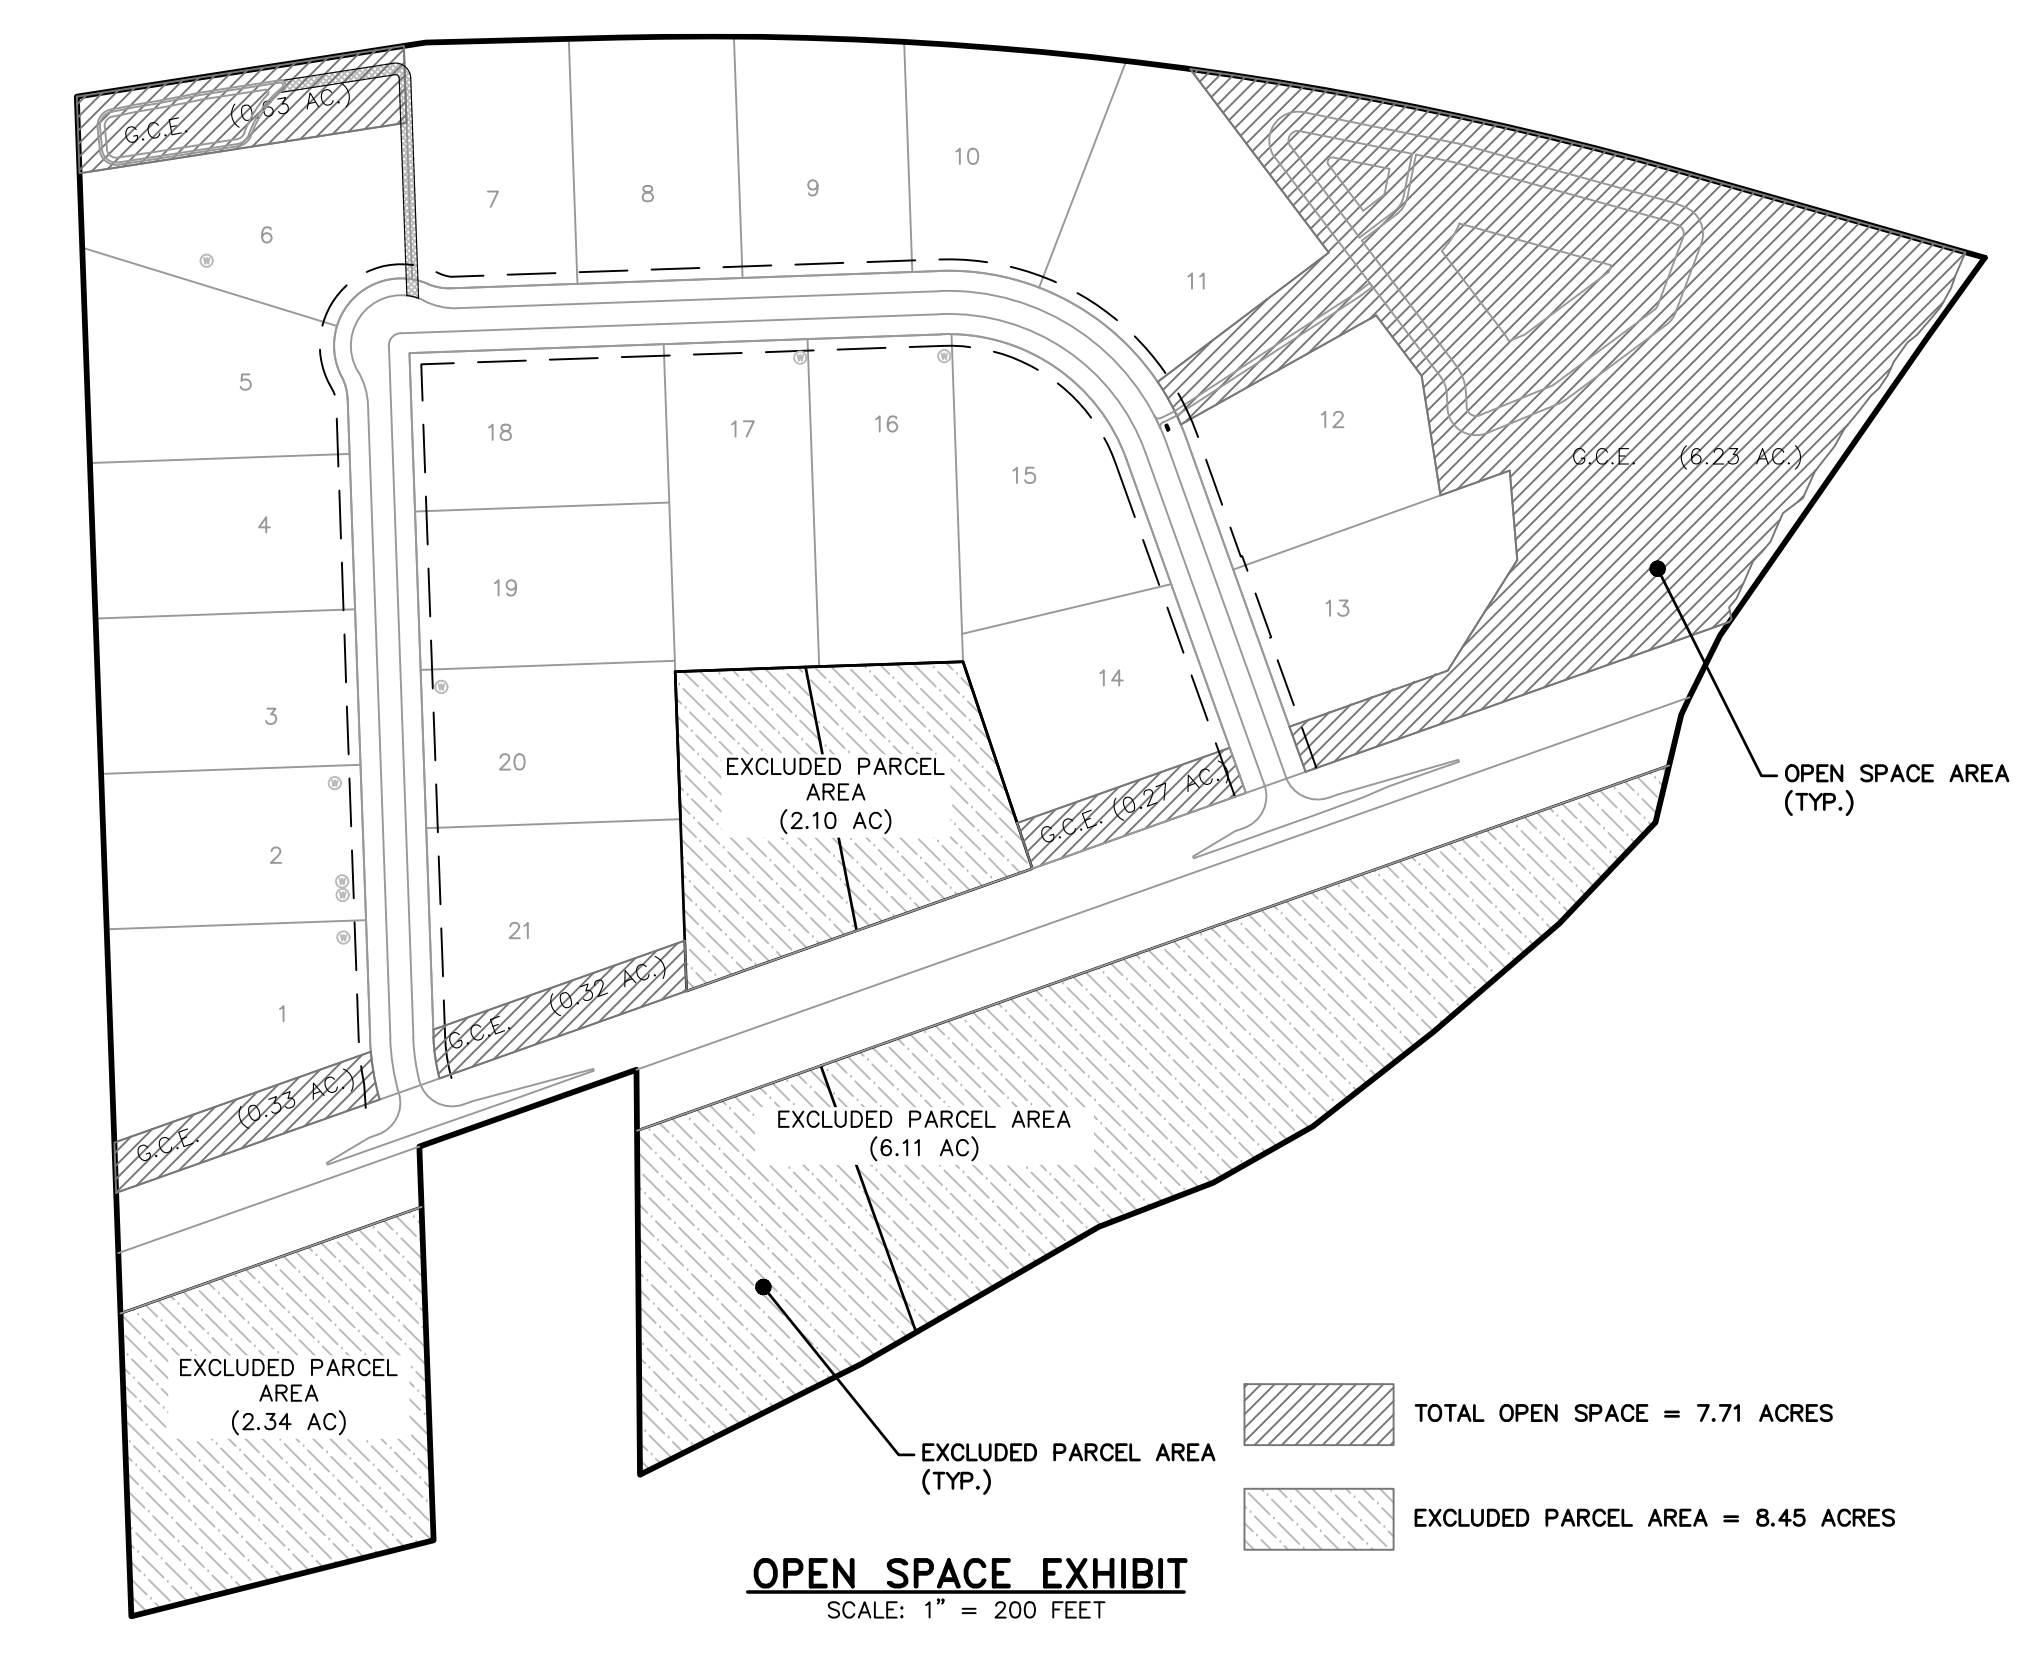 G.C.E. (0.63 AC.)
7
8
9
10
6
W
11
5
W
W
12
18
17
16
15
G.C.E. (6.23 AC.)
4
19
13
3
W
14
20
EXCLUDED PARCEL
AREA
(2.10 AC)
OPEN SPACE AREA
(TYP.)
G.C.E. (0.27 AC.)
W
2
W
W
W
21
1
G.C.E. (0.32 AC.)
G.C.E. (0.33 AC.)
EXCLUDED PARCEL AREA
(6.11 AC)
EXCLUDED PARCEL
AREA
(2.34 AC)
EXCLUDED PARCEL AREA
(TYP.)
TOTAL OPEN SPACE = 7.71 ACRES
EXCLUDED PARCEL AREA = 8.45 ACRES
OPEN SPACE EXHIBIT
SCALE: 1" = 200 FEET